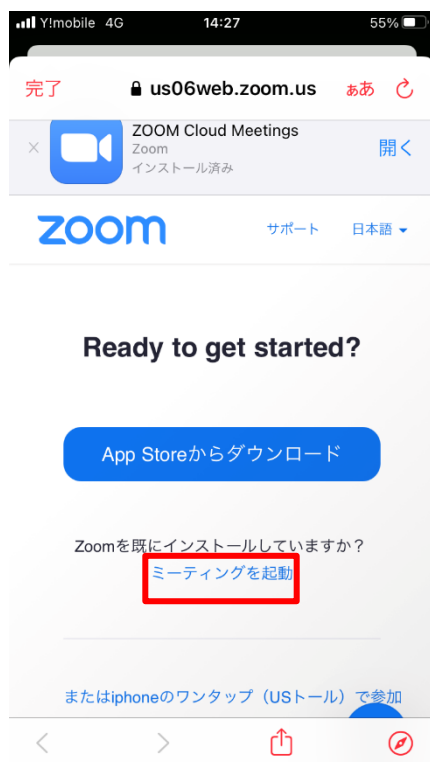 Y!mobile 4G 14:27 55%
完了 us06web.zoom.us ぁあ
ZOOM Cloud Meetings
Zoom
インストール済み
開く
zoom サポート 日本語
Ready to get started?
App Storeからダウンロード
Zoomを既にインストールしていますか？
ミーティングを起動
またはiphoneのワンタップ（USトール）で参加